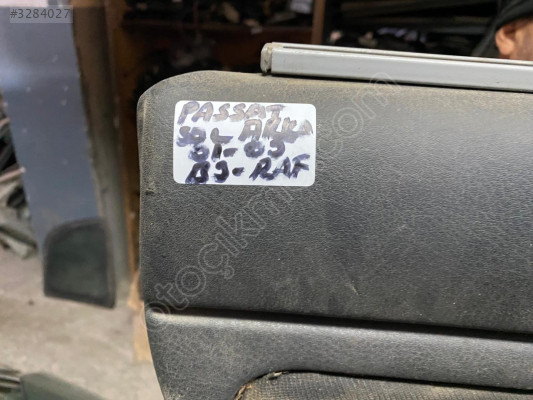 #3284027
PASSAT
SOL ARKA
01-05
B5-RAF
otoçıkma.com